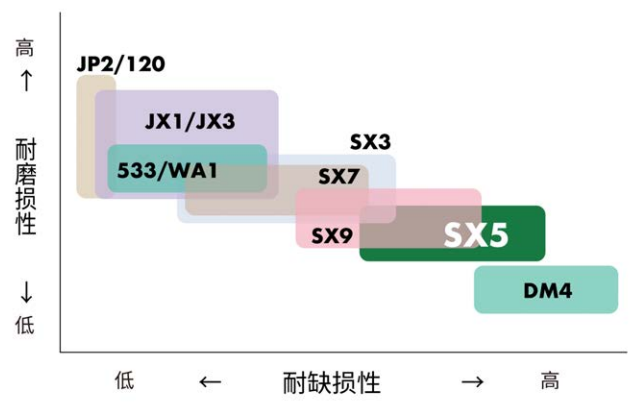 高
↑
耐磨损性
↓
低
JP2/120
JX1/JX3
533/WA1
SX3
SX7
SX9
SX5
DM4
低 ← 耐缺损性 → 高